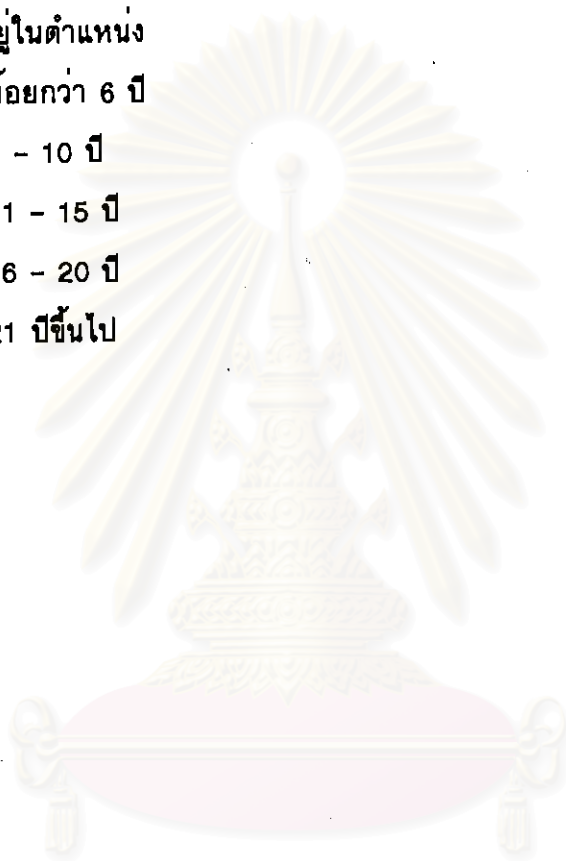 ยู่ในตำแหน่ง
้อยกว่า 6 ปี
– 10 ปี
1 – 15 ปี
6 – 20 ปี
21 ปีขึ้นไป